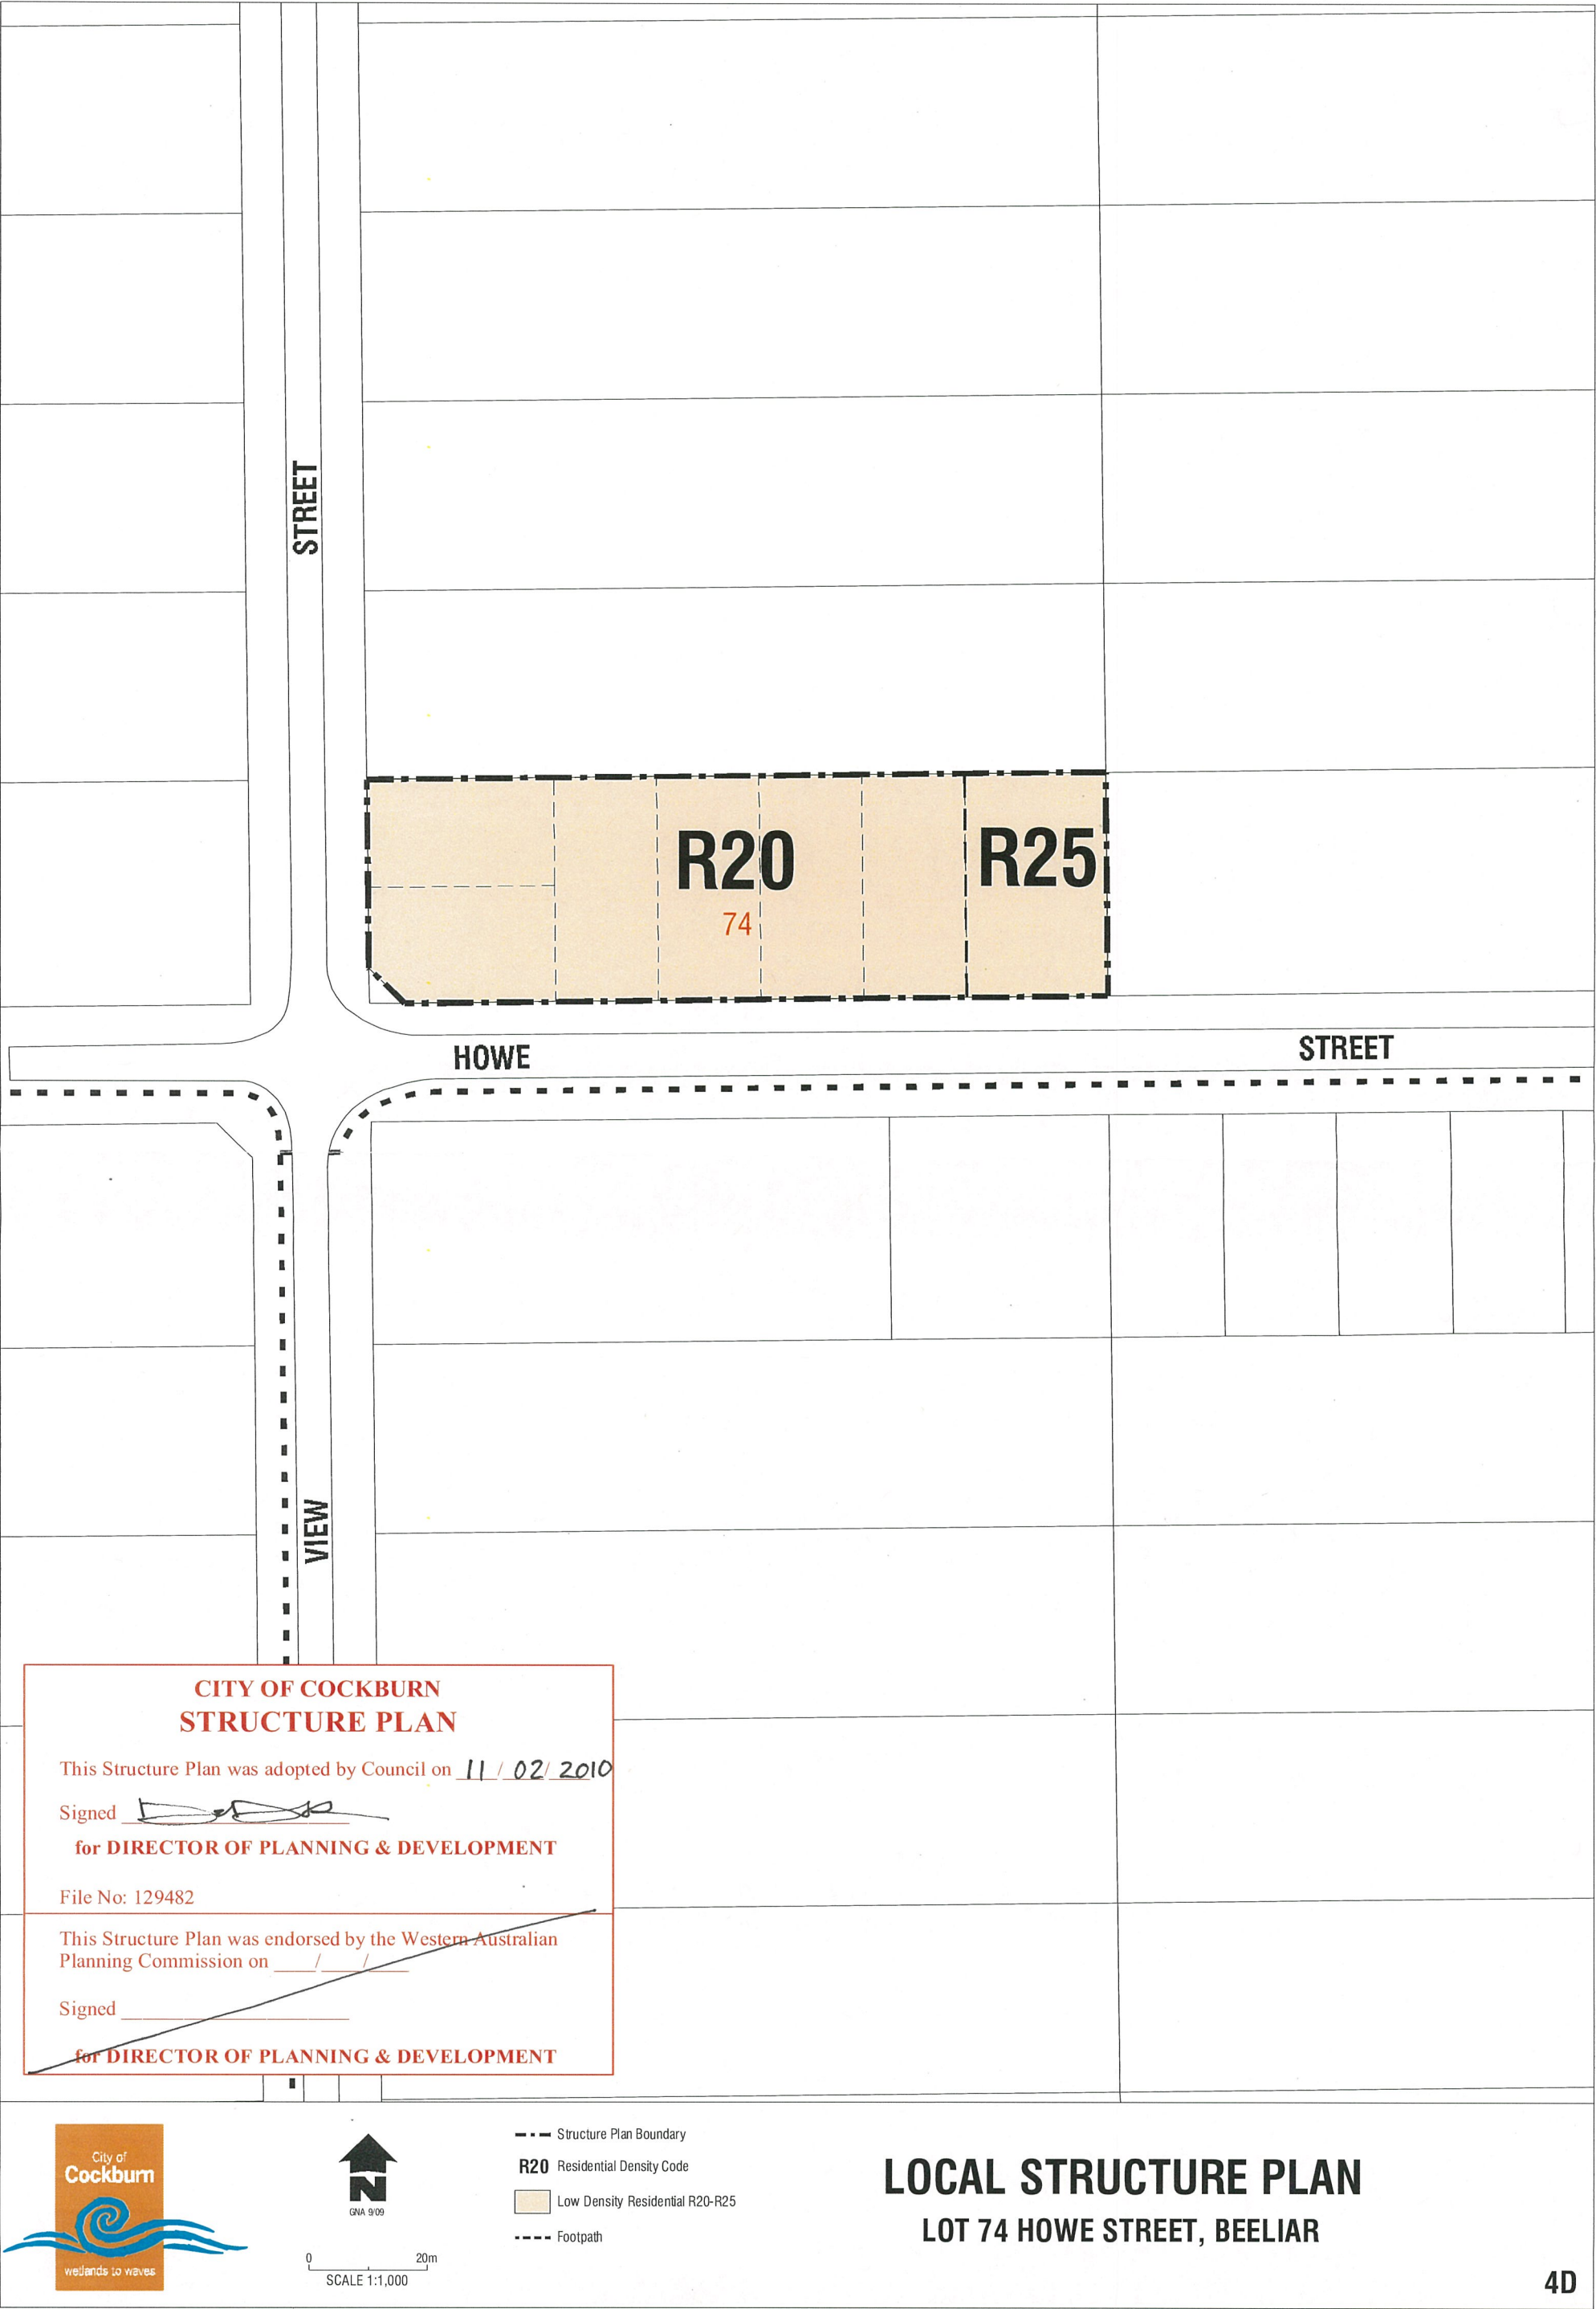 STREET
R20
R25
74
HOWE
STREET
VIEW
CITY OF COCKBURN
STRUCTURE PLAN
This Structure Plan was adopted by Council on 11 / 02 / 2010
Signed
for DIRECTOR OF PLANNING & DEVELOPMENT
File No: 129482
This Structure Plan was endorsed by the Western Australian
Planning Commission on ____/____/____
Signed
for DIRECTOR OF PLANNING & DEVELOPMENT
City of
Cockburn
wetlands to waves
N
GNA 9/09
0 20m
SCALE 1:1,000
Structure Plan Boundary
R20 Residential Density Code
Low Density Residential R20-R25
Footpath
LOCAL STRUCTURE PLAN
LOT 74 HOWE STREET, BEELIAR
4D